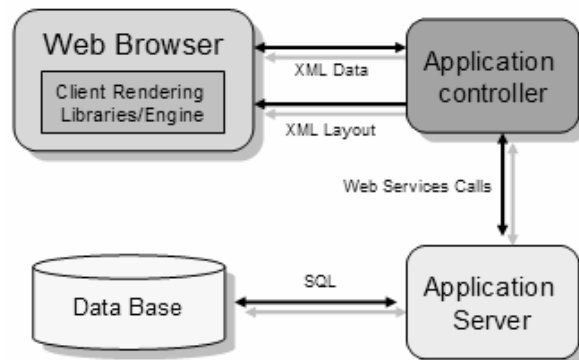 Web Browser
Client Rendering
Libraries/Engine
XML Data
XML Layout
Application
controller
Web Services Calls
Data Base
SQL
Application
Server